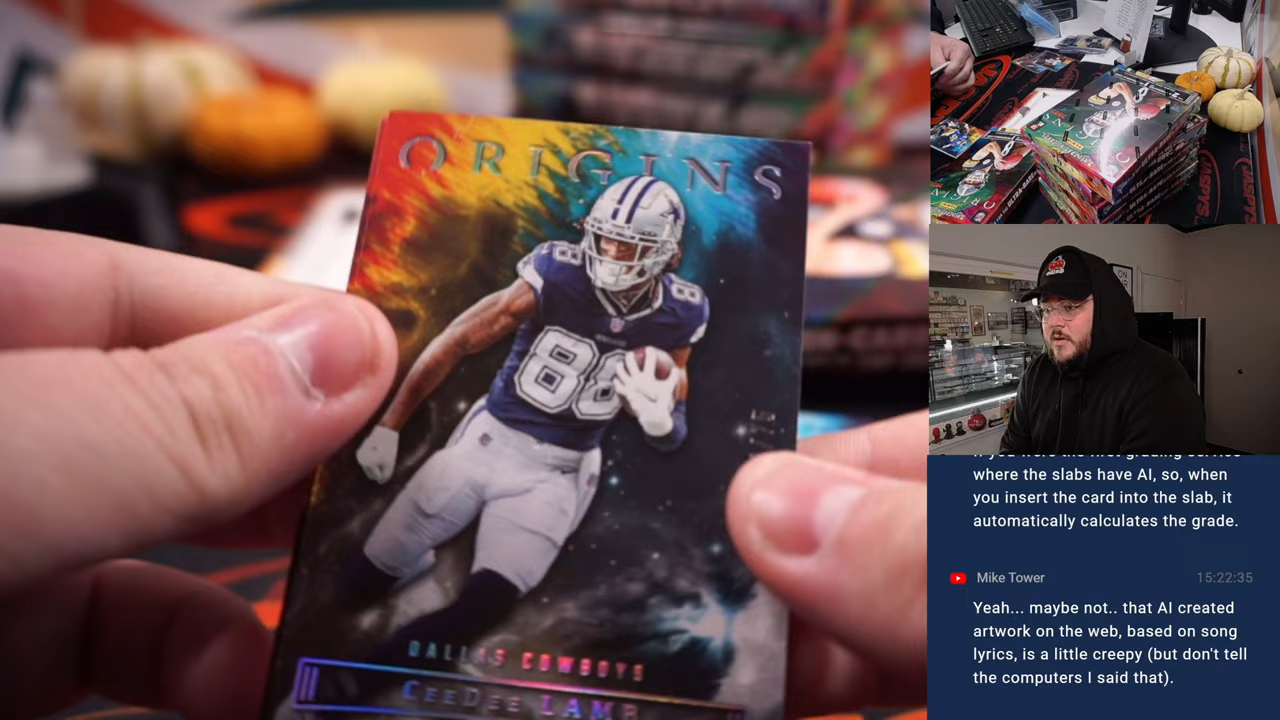 ORIGINS
88
8
8
DALLAS COWBOYS
CEEDEE LAMB
where the slabs have AI, so, when
you insert the card into the slab, it
automatically calculates the grade.
Mike Tower 15:22:35
Yeah... maybe not.. that AI created
artwork on the web, based on song
lyrics, is a little creepy (but don't tell
the computers I said that).